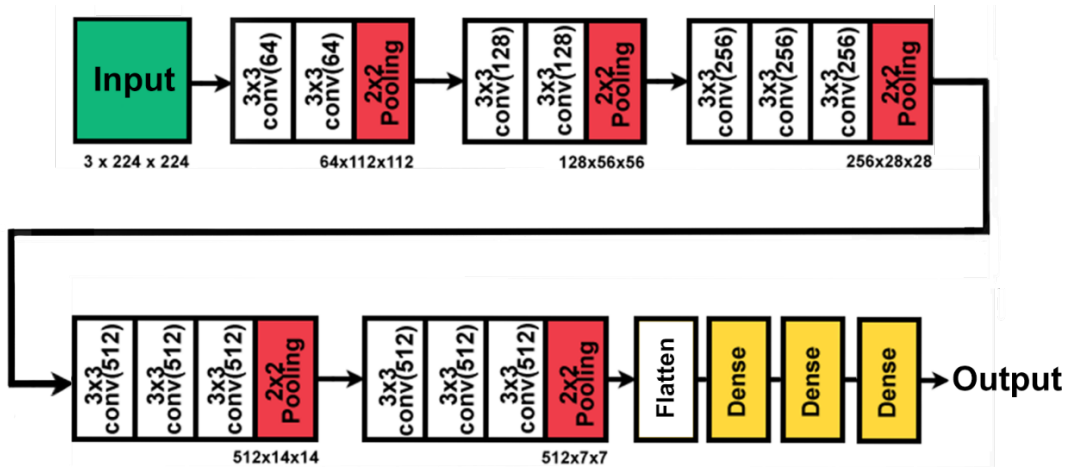 Input
3x3
conv(64)
3x3
conv(64)
2x2
Pooling
3x3
conv(128)
3x3
conv(128)
2x2
Pooling
3x3
conv(256)
3x3
conv(256)
3x3
conv(256)
2x2
Pooling
3 x 224 x 224
64x112x112
128x56x56
256x28x28
3x3
conv(512)
3x3
conv(512)
3x3
conv(512)
2x2
Pooling
3x3
conv(512)
3x3
conv(512)
3x3
conv(512)
2x2
Pooling
Flatten
Dense
Dense
Dense
Output
512x14x14
512x7x7